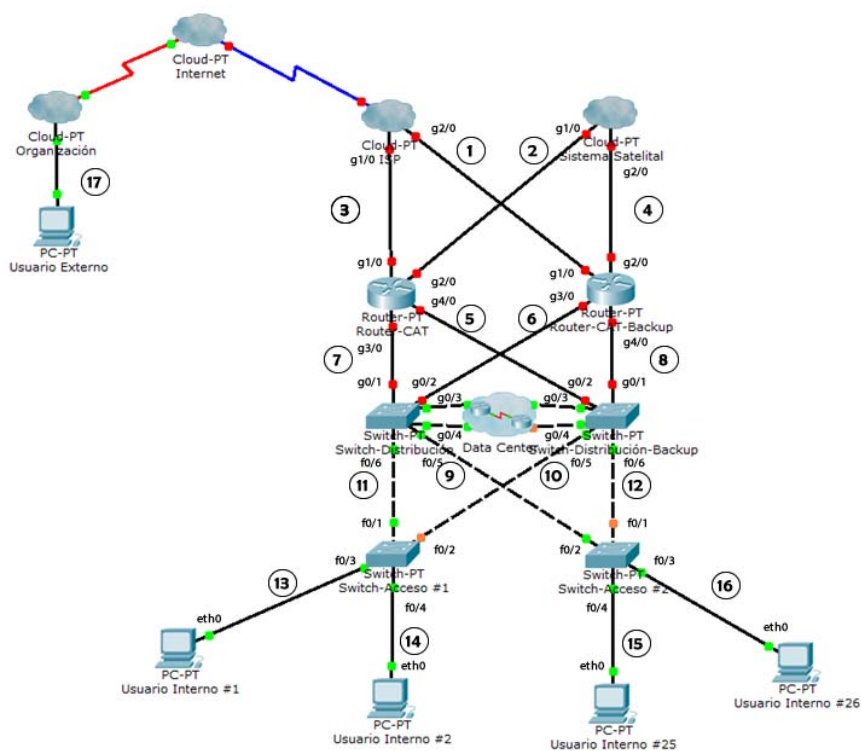 Cloud-PT
Internet
Cloud-PT
Organización
17
PC-PT
Usuario Externo
Cloud-PT
ISP
g2/0
g1/0
1
2
g1/0
Cloud-PT
Sistema Satelital
g2/0
3
4
g1/0
g2/0
g4/0
Router-PT
Router-CAT
g1/0
g3/0
g2/0
Router-PT
Router-CAT-Backup
5
6
7
g3/0
g4/0
8
g0/1
g0/2
g0/3
g0/4
g0/3
g0/4
g0/2
g0/1
Switch-PT
Switch-Distribución
Data Center
Switch-PT
Switch-Distribución-Backup
f0/6
f0/5
9
10
f0/5
f0/6
11
12
f0/1
f0/2
f0/3
Switch-PT
Switch-Acceso #1
f0/4
f0/1
f0/2
f0/3
Switch-PT
Switch-Acceso #2
f0/4
13
14
15
16
eth0
PC-PT
Usuario Interno #1
eth0
PC-PT
Usuario Interno #2
eth0
PC-PT
Usuario Interno #25
eth0
PC-PT
Usuario Interno #26